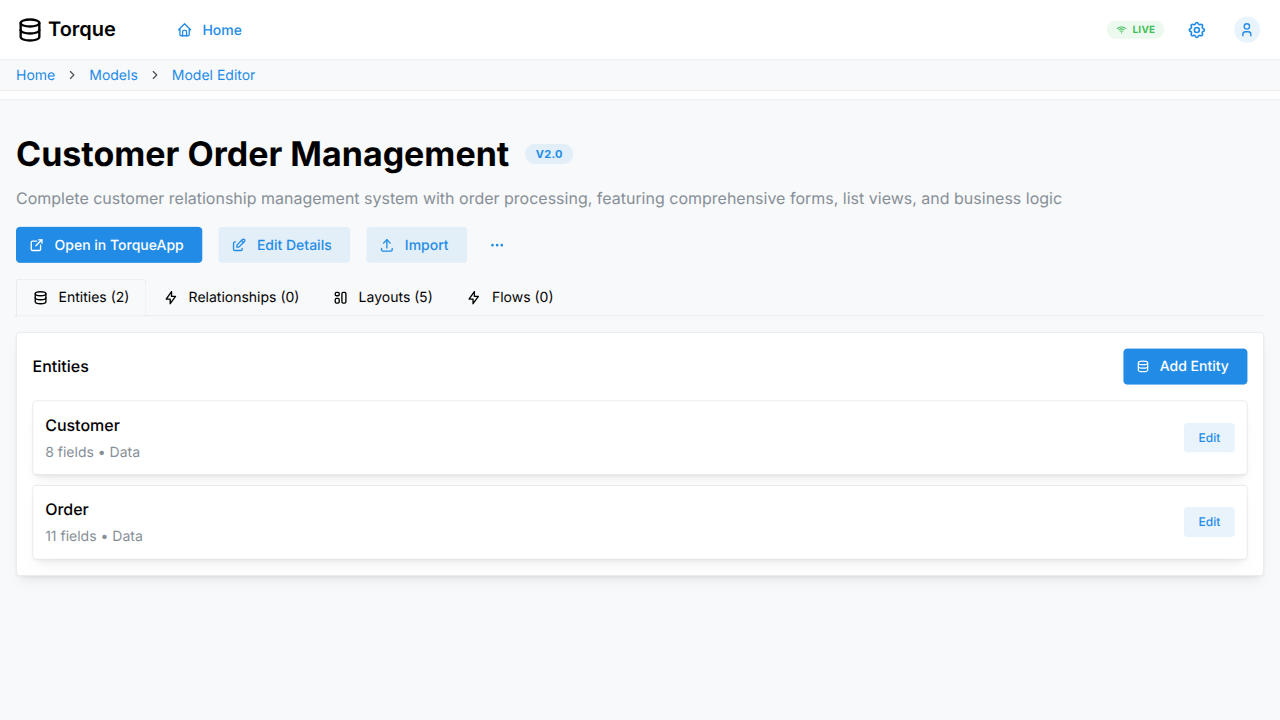 Torque Home LIVE
Home Models Model Editor
Customer Order Management V2.0
Complete customer relationship management system with order processing, featuring comprehensive forms, list views, and business logic
Open in TorqueApp Edit Details Import
Entities (2) Relationships (0) Layouts (5) Flows (0)
Entities Add Entity
Customer
8 fields • Data
Edit
Order
11 fields • Data
Edit